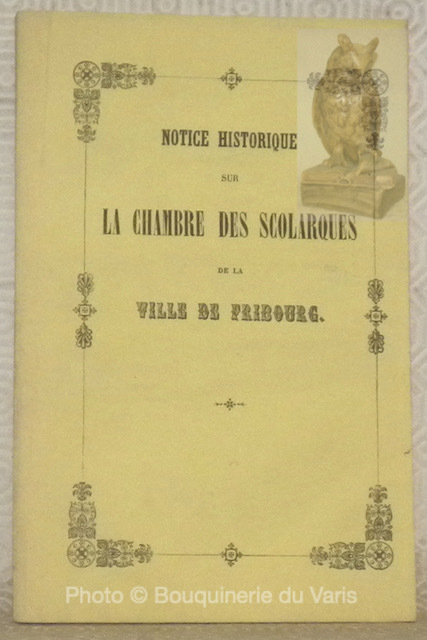 NOTICE HISTORIQUE
SUR
LA CHAMBRE DES SCOLARQUES
DE LA
VILLE DE FRIBOURG.
Photo © Bouquinerie du Varis